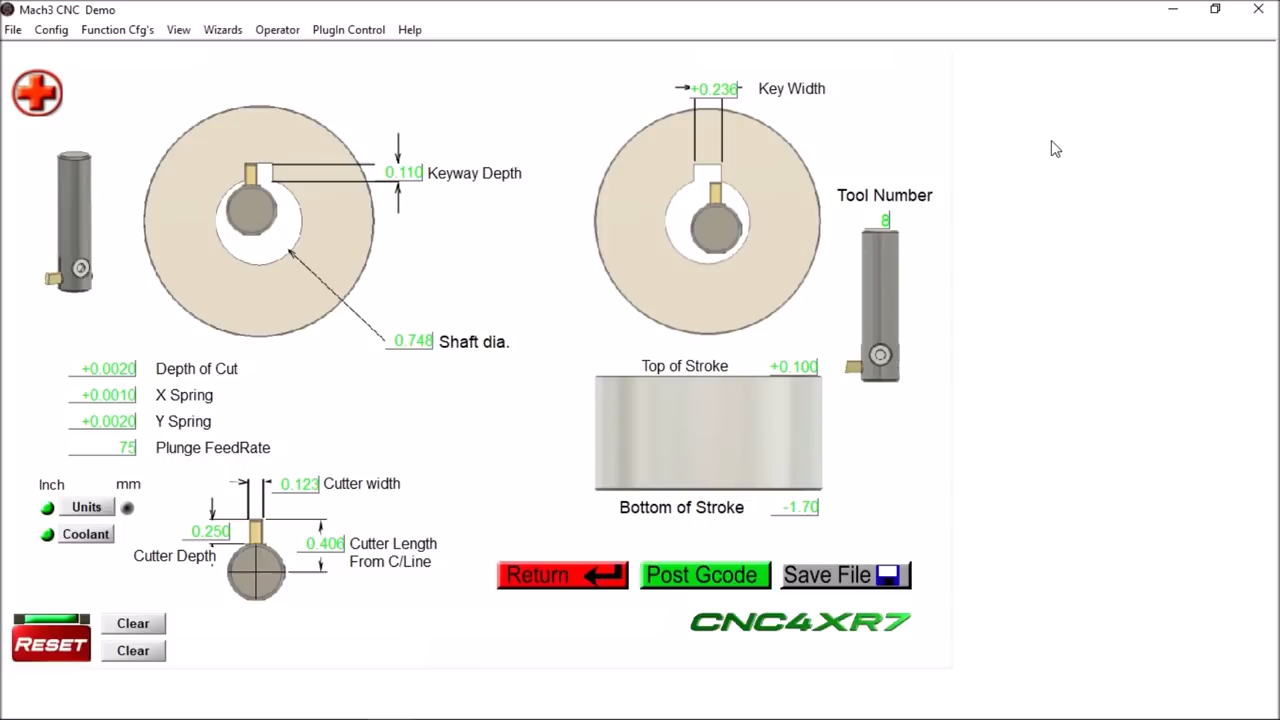 Mach3 CNC Demo
File Config Function Cfg's View Wizards Operator PlugIn Control Help
+0.236 Key Width
0.110 Keyway Depth
Tool Number
8
0.748 Shaft dia.
Top of Stroke +0.100
+0.0020 Depth of Cut
+0.0010 X Spring
+0.0020 Y Spring
75 Plunge FeedRate
Inch mm
Units
Coolant
0.123 Cutter width
0.250
Cutter Depth
0.406 Cutter Length
From C/Line
Bottom of Stroke -1.70
Return Post Gcode Save File
CNC4XR7
RESET
Clear
Clear